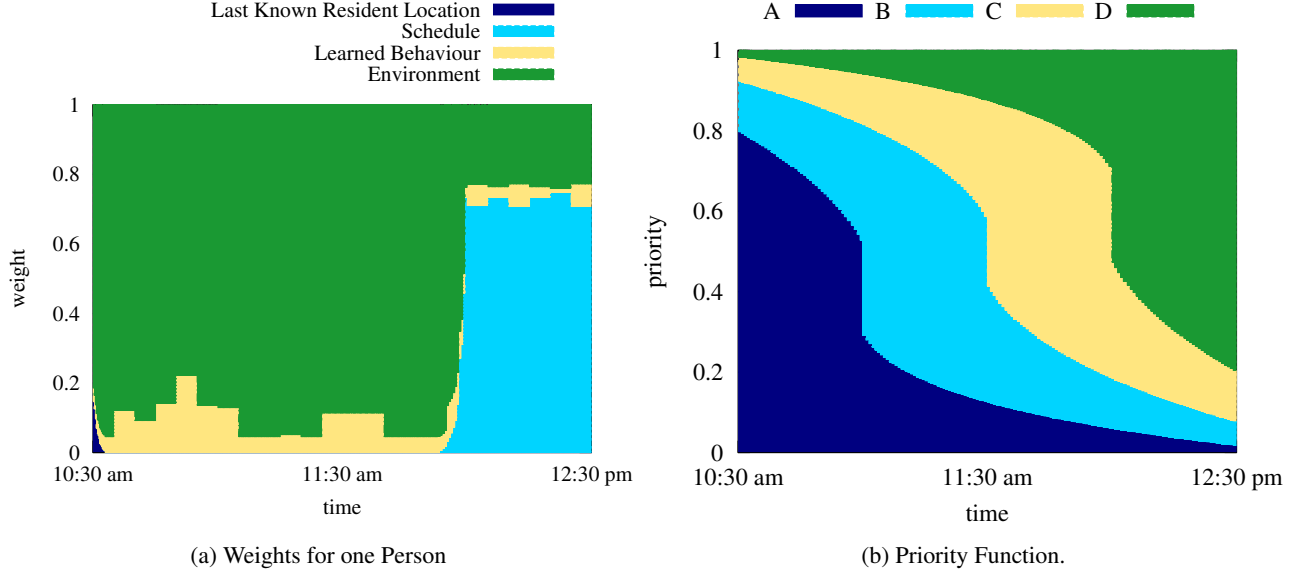 Last Known Resident Location
Schedule
Learned Behaviour
Environment
1
0.8
0.6
0.4
0.2
0
weight
10:30 am 11:30 am 12:30 pm
time
(a) Weights for one Person
A B C D
1
0.8
0.6
0.4
0.2
0
priority
10:30 am 11:30 am 12:30 pm
time
(b) Priority Function.